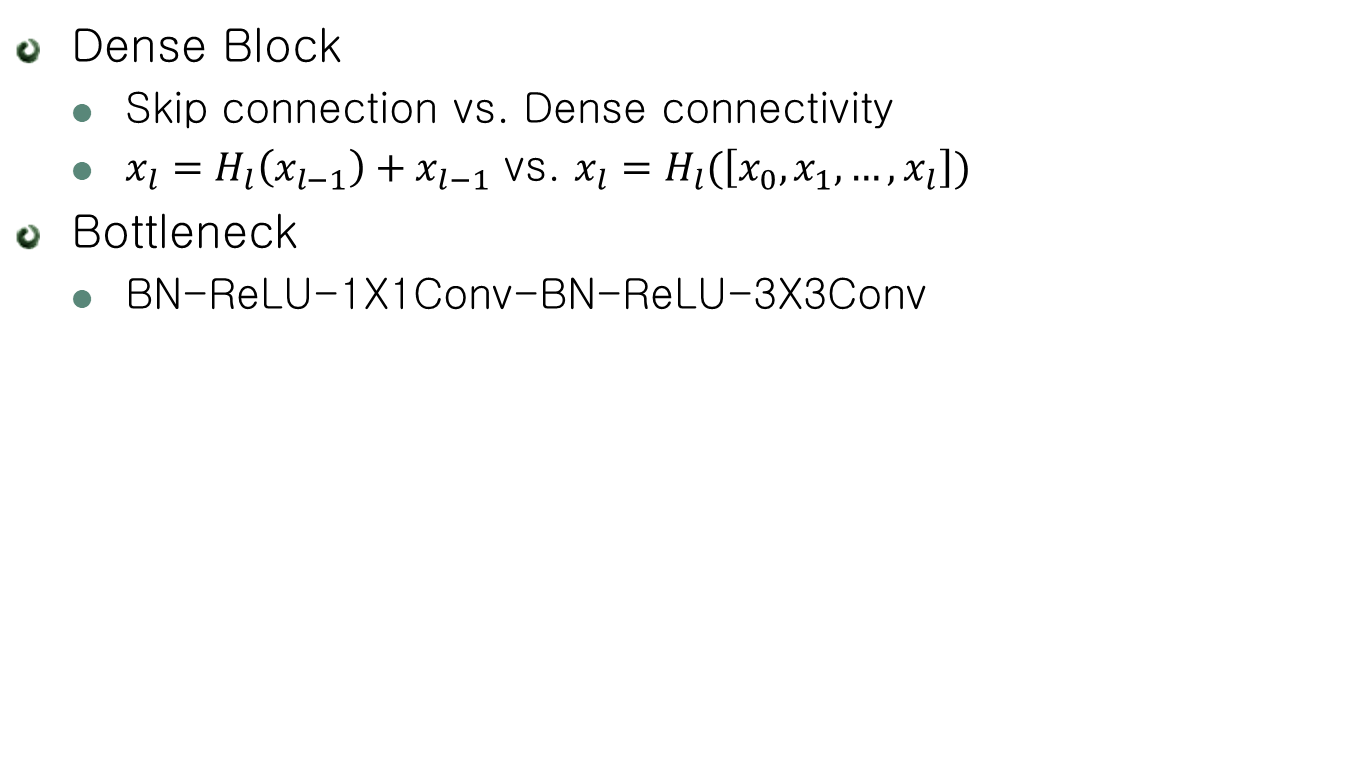 Dense Block
Skip connection vs. Dense connectivity
x_l = H_l(x_{l−1}) + x_{l−1} vs. x_l = H_l([x_0, x_1, … , x_l])
Bottleneck
BN-ReLU-1X1Conv-BN-ReLU-3X3Conv